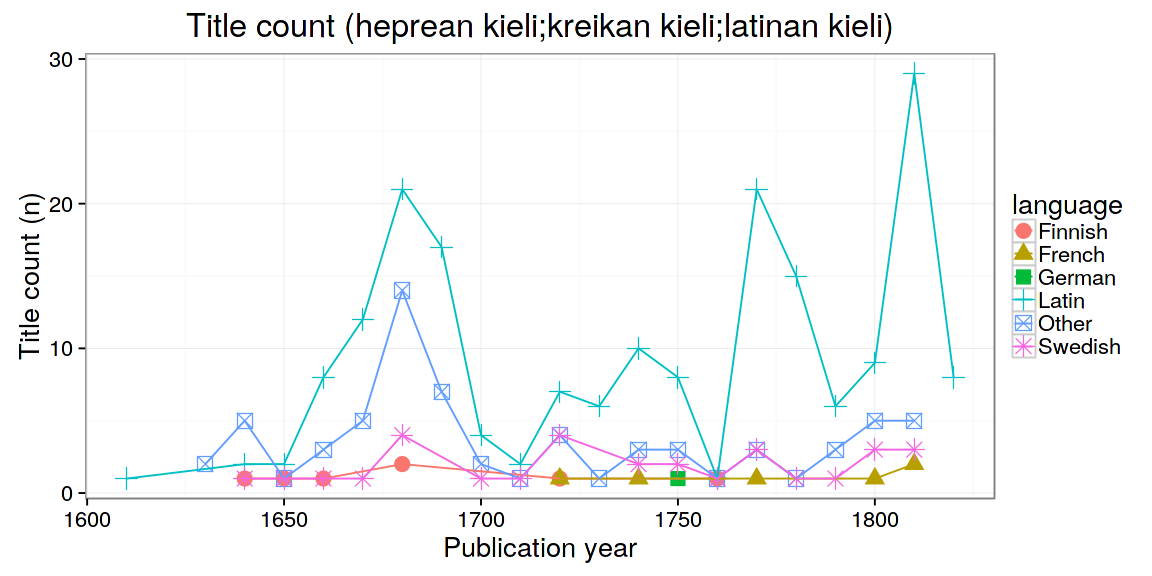 Title count (heprean kieli;kreikan kieli;latinan kieli)
30
20
10
0
Title count (n)
1600 1650 1700 1750 1800
Publication year
language
Finnish
French
German
Latin
Other
Swedish